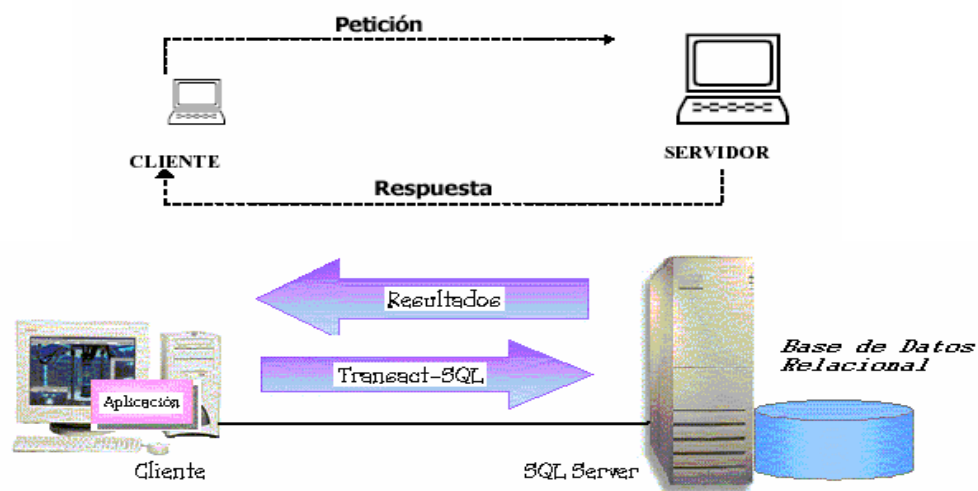 Petición
CLIENTE
SERVIDOR
Respuesta
Resultados
Transact-SQL
Aplicación
Base de Datos
Relacional
Cliente
SQL Server